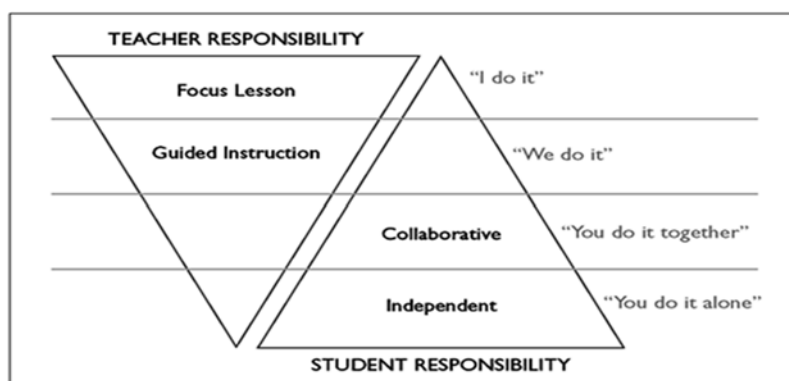 TEACHER RESPONSIBILITY
Focus Lesson
“I do it”
Guided Instruction
“We do it”
Collaborative
“You do it together”
Independent
“You do it alone”
STUDENT RESPONSIBILITY